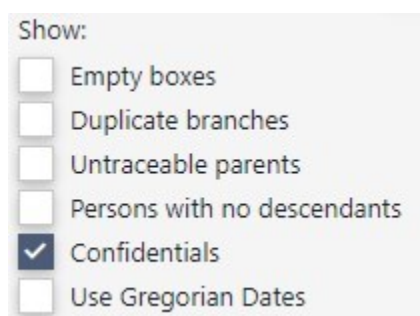 Show:
Empty boxes
Duplicate branches
Untraceable parents
Persons with no descendants
Confidentials
Use Gregorian Dates